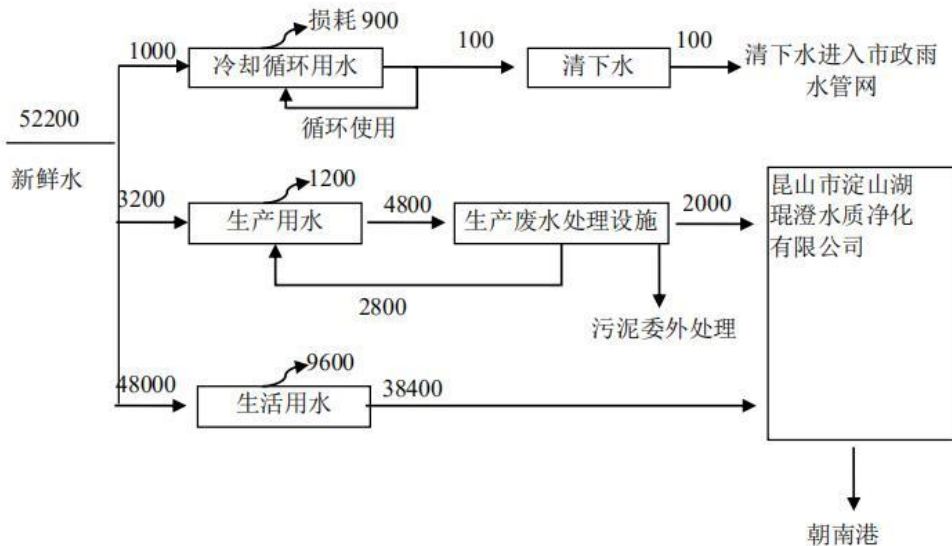 损耗 900
1000
冷却循环用水
100
清下水
100
清下水进入市政雨
水管网
循环使用
52200
新鲜水
3200
1200
生产用水
4800
生产废水处理设施
2000
昆山市淀山湖
琨澄水质净化
有限公司
2800
污泥委外处理
48000
9600
生活用水
38400
朝南港